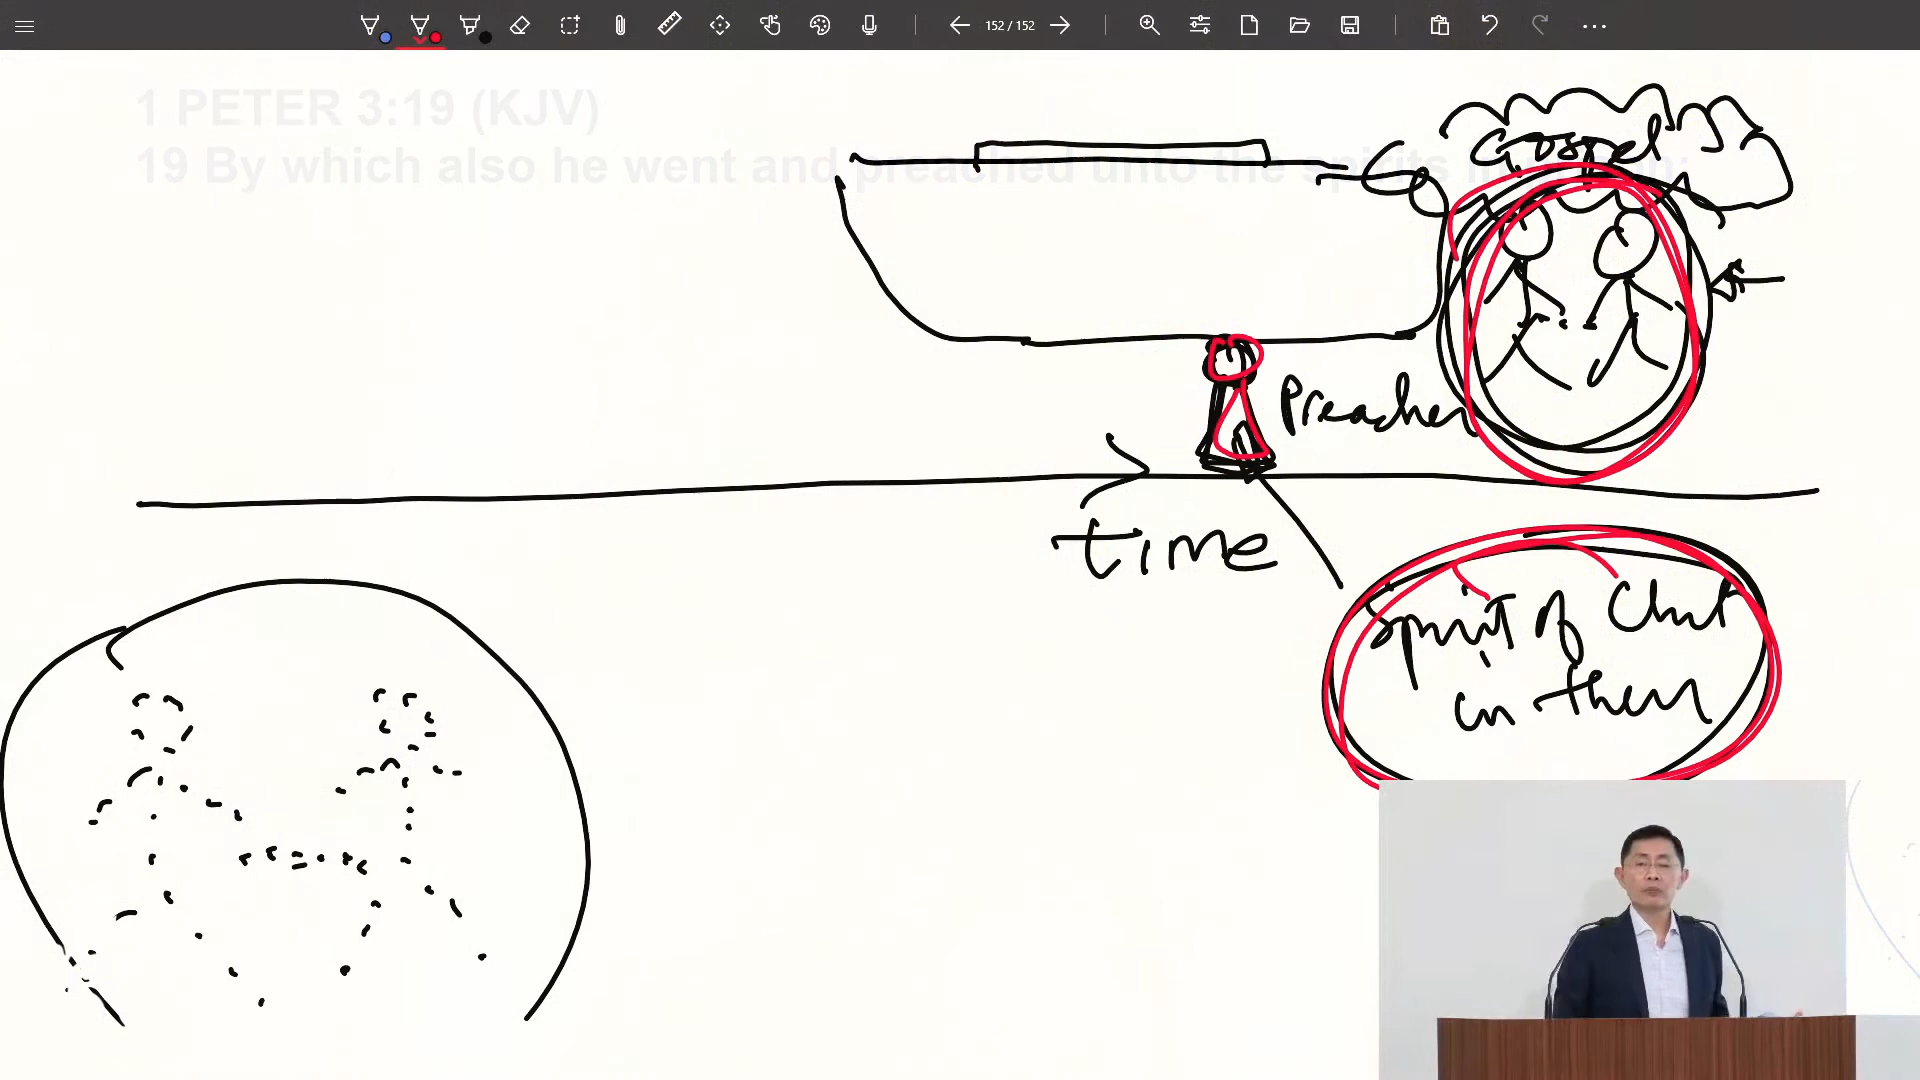 152 / 152
1 PETER 3:19 (KJV)
19 By which also he went and preached unto the spirits in
Gospel
Preacher
time
spirit of Christ
in them